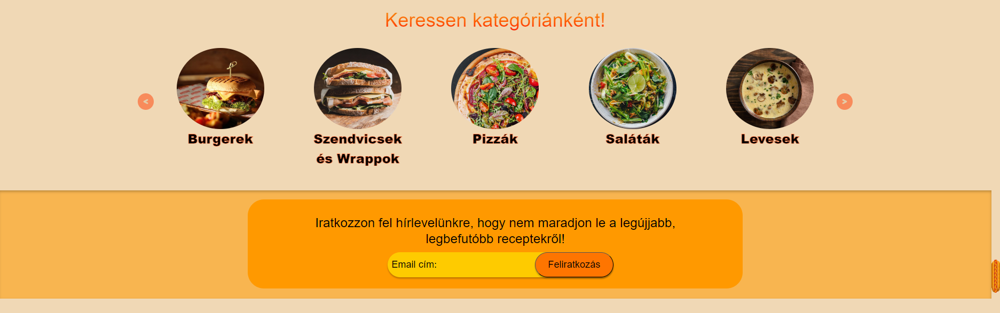 Keressen kategóriánként!
<
>
Burgerek
Szendvicsek
és Wrappok
Pizzák
Saláták
Levesek
Iratkozzon fel hírlevelünkre, hogy nem maradjon le a legújjabb,
legbefutóbb receptekről!
Email cím:
Feliratkozás